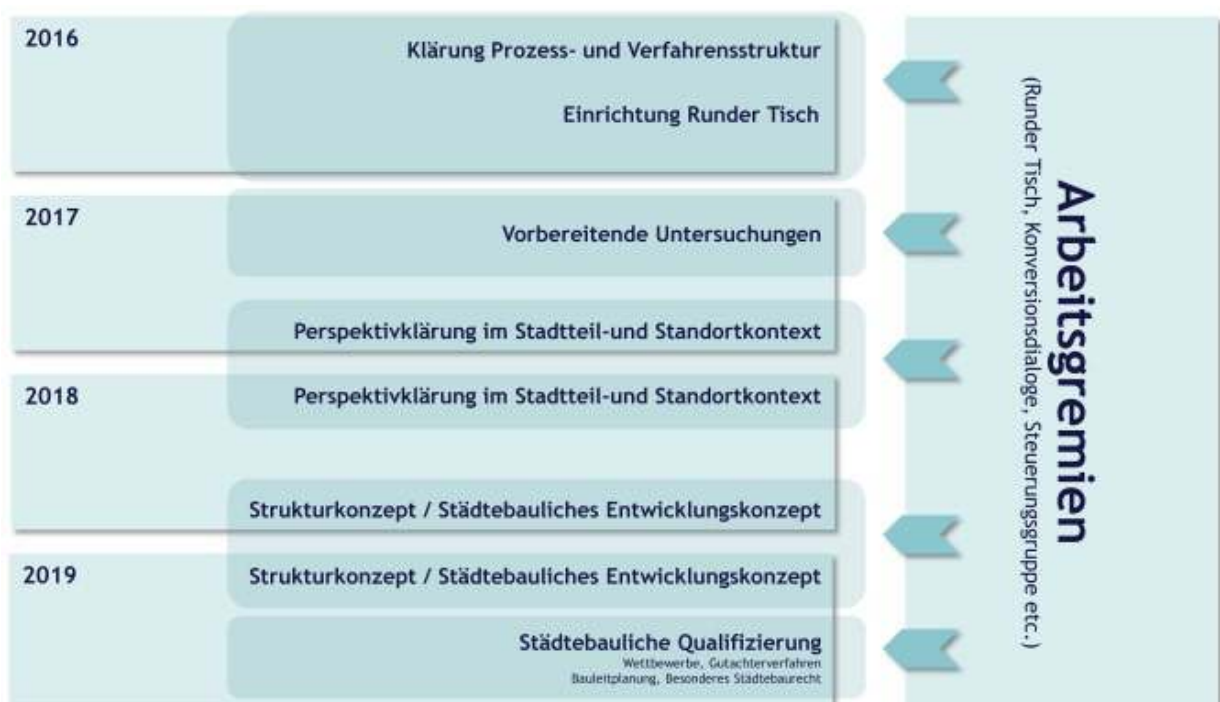 2016
Klärung Prozess- und Verfahrensstruktur
Einrichtung Runder Tisch
2017
Vorbereitende Untersuchungen
Perspektivklärung im Stadtteil-und Standortkontext
2018
Perspektivklärung im Stadtteil-und Standortkontext
Strukturkonzept / Städtebauliches Entwicklungskonzept
2019
Strukturkonzept / Städtebauliches Entwicklungskonzept
Städtebauliche Qualifizierung
Wettbewerbe, Gutachterverfahren
Bauleitplanung, Besonderes Städtebaurecht
Arbeitsgremien
(Runder Tisch, Konversionsdialoge, Steuerungsgruppe etc.)